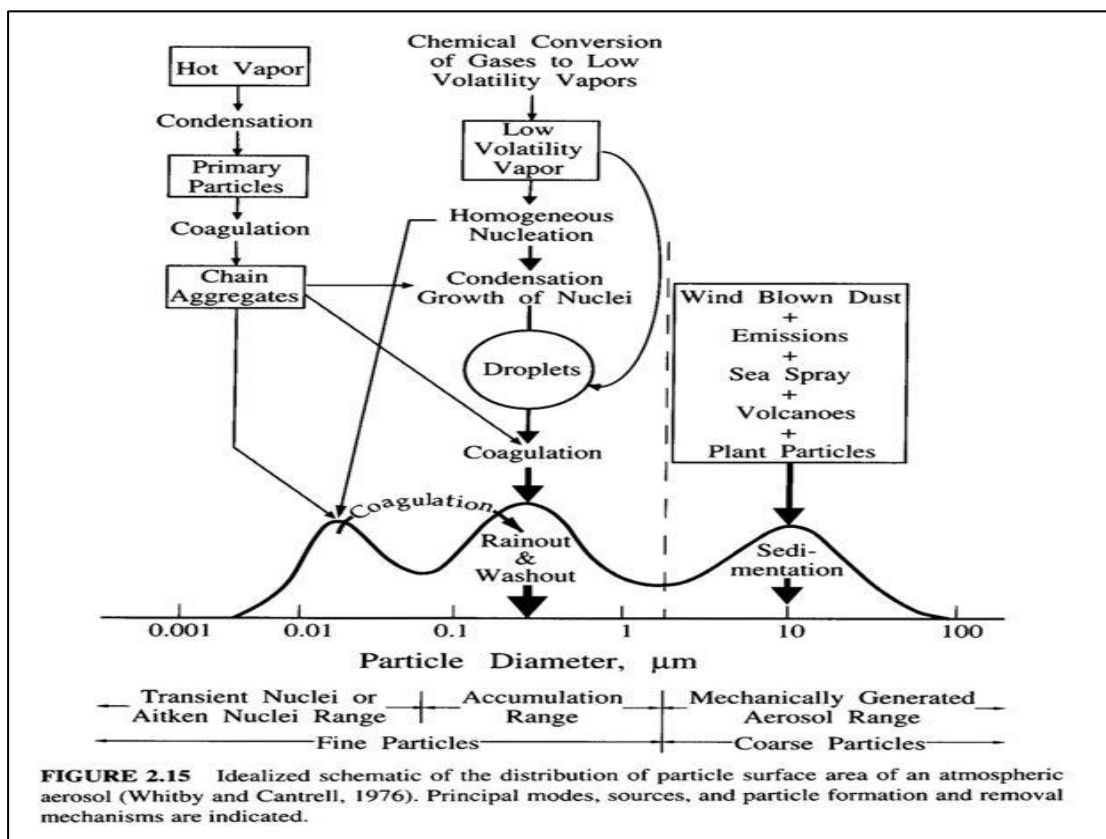 Hot Vapor
Condensation
Primary
Particles
Coagulation
Chain
Aggregates
Chemical Conversion
of Gases to Low
Volatility Vapors
Low
Volatility
Vapor
Homogeneous
Nucleation
Condensation
Growth of Nuclei
Droplets
Coagulation
Wind Blown Dust
+
Emissions
+
Sea Spray
+
Volcanoes
+
Plant Particles
Coagulation
Rainout
&
Washout
Sedi-
mentation
0.001 0.01 0.1 1 10 100
Particle Diameter, μm
Transient Nuclei or
Aitken Nuclei Range
Accumulation
Range
Mechanically Generated
Aerosol Range
Fine Particles
Coarse Particles
FIGURE 2.15 Idealized schematic of the distribution of particle surface area of an atmospheric
aerosol (Whitby and Cantrell, 1976). Principal modes, sources, and particle formation and removal
mechanisms are indicated.